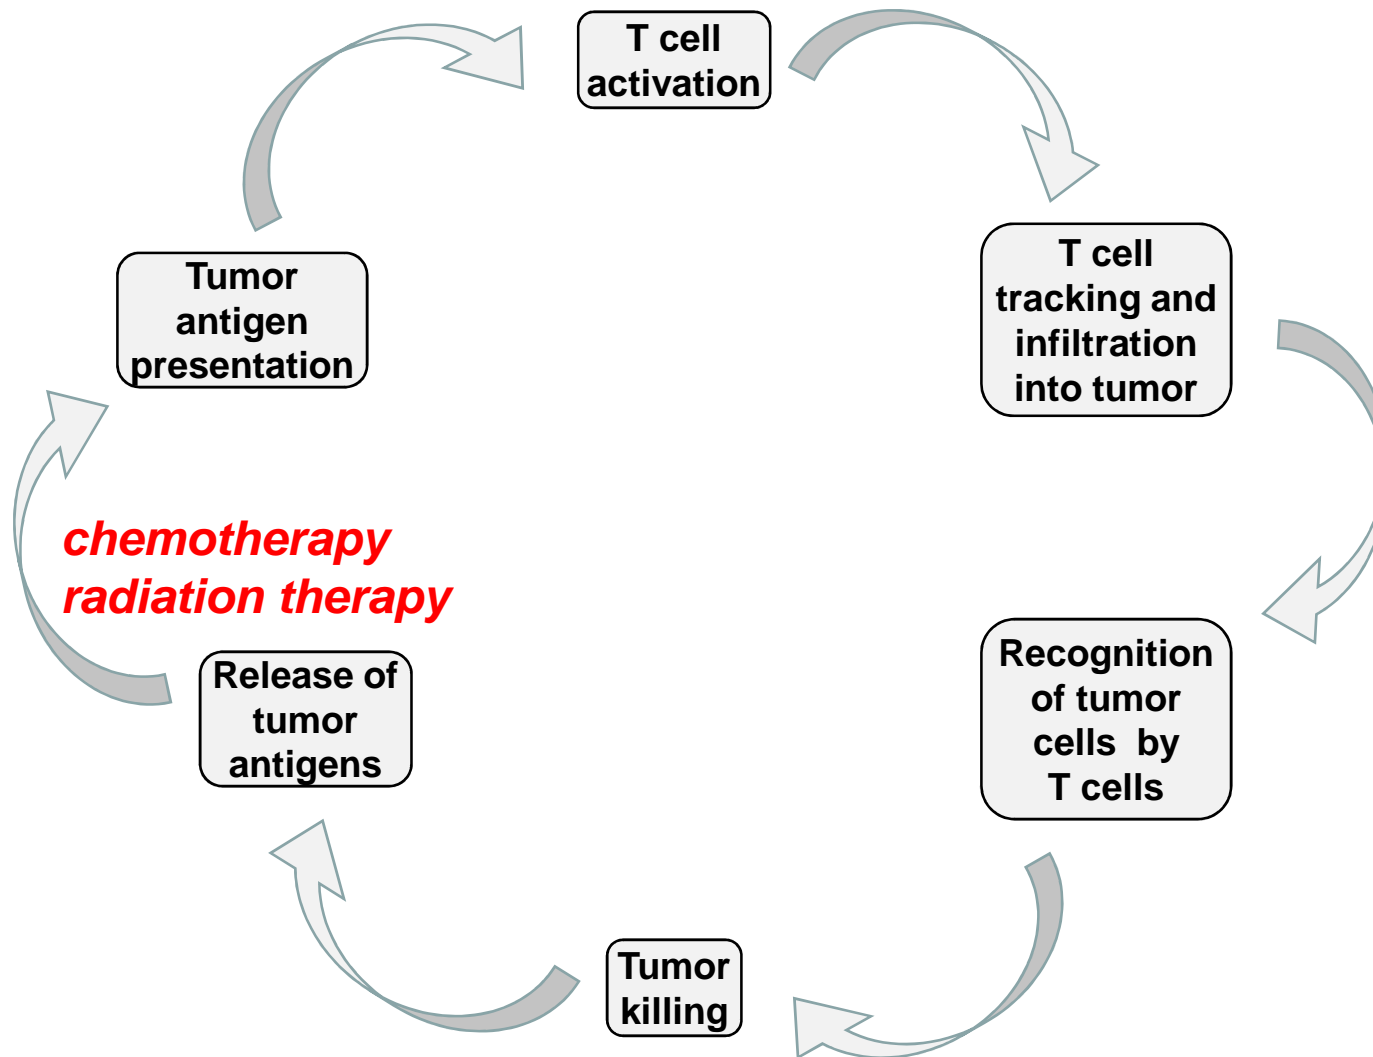 T cell
activation
T cell
tracking and
infiltration
into tumor
Recognition
of tumor
cells by
T cells
Tumor
killing
Release of
tumor
antigens
chemotherapy
radiation therapy
Tumor
antigen
presentation